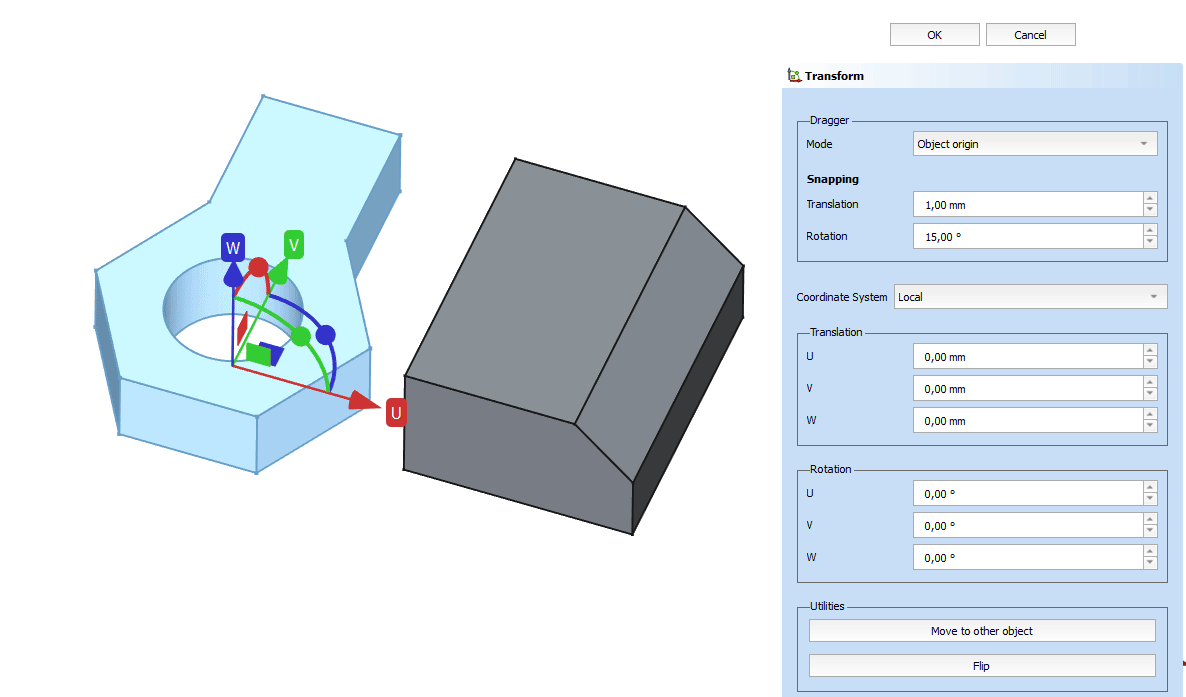 OK Cancel
Transform
Dragger
Mode Object origin
Snapping
Translation 1,00 mm
Rotation 15,00 °
Coordinate System Local
Translation
U 0,00 mm
V 0,00 mm
W 0,00 mm
Rotation
U 0,00 °
V 0,00 °
W 0,00 °
Utilities
Move to other object
Flip
W
V
U